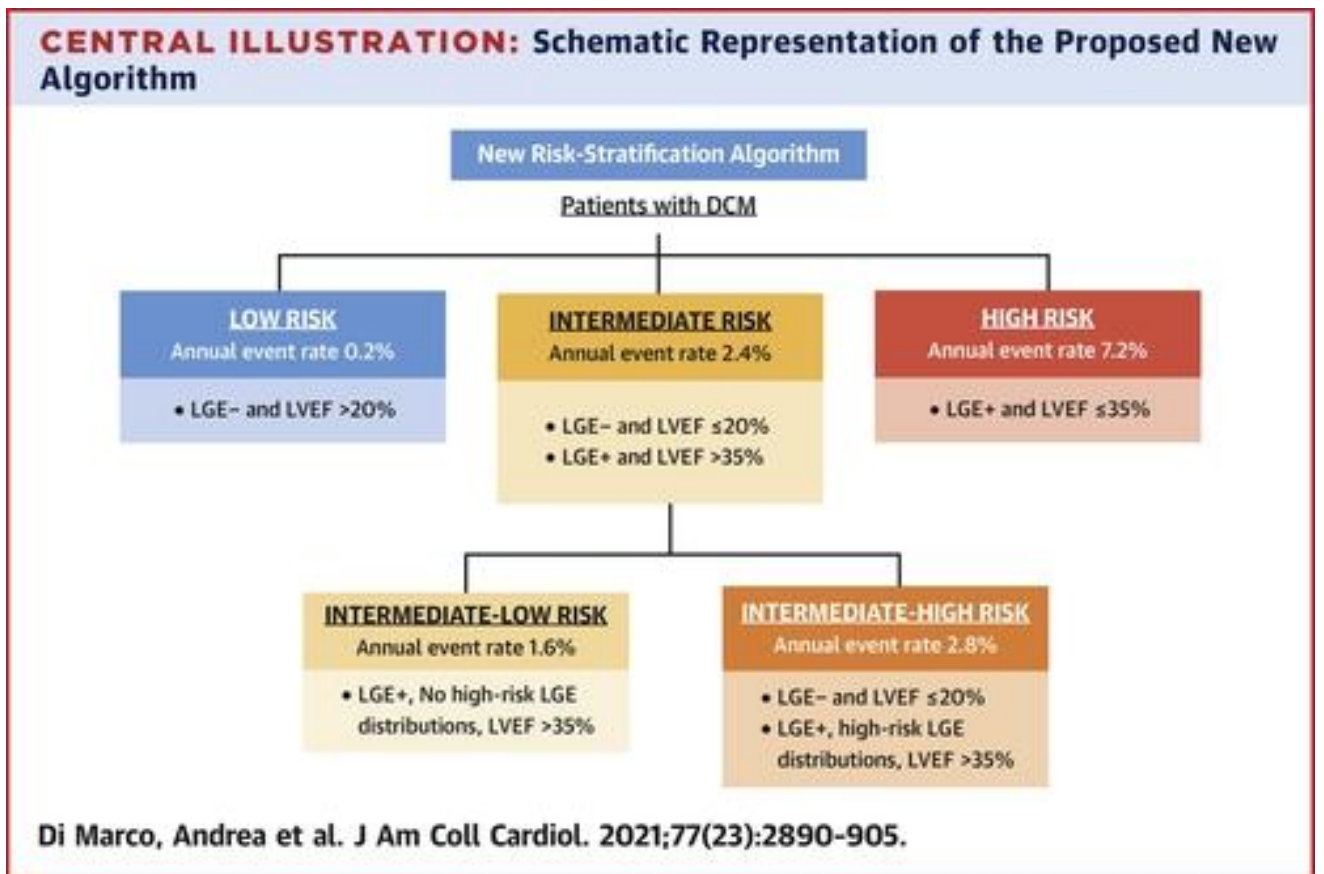 CENTRAL ILLUSTRATION: Schematic Representation of the Proposed New
Algorithm
New Risk-Stratification Algorithm
Patients with DCM
LOW RISK
Annual event rate 0.2%
• LGE– and LVEF >20%
INTERMEDIATE RISK
Annual event rate 2.4%
• LGE– and LVEF ≤20%
• LGE+ and LVEF >35%
HIGH RISK
Annual event rate 7.2%
• LGE+ and LVEF ≤35%
INTERMEDIATE-LOW RISK
Annual event rate 1.6%
• LGE+, No high-risk LGE
distributions, LVEF >35%
INTERMEDIATE-HIGH RISK
Annual event rate 2.8%
• LGE– and LVEF ≤20%
• LGE+, high-risk LGE
distributions, LVEF >35%
Di Marco, Andrea et al. J Am Coll Cardiol. 2021;77(23):2890-905.